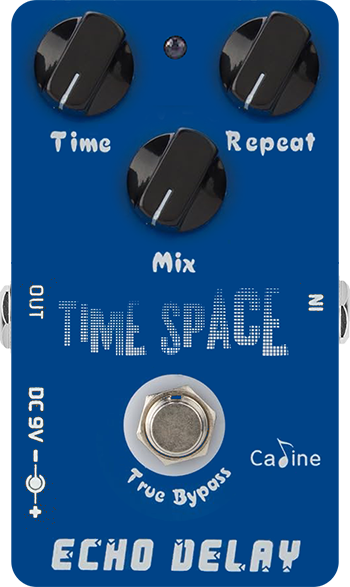 Time
Repeat
Mix
OUT
IN
TIME SPACE
DC 9V
− +
True Bypass
Caline
ECHO DELAY